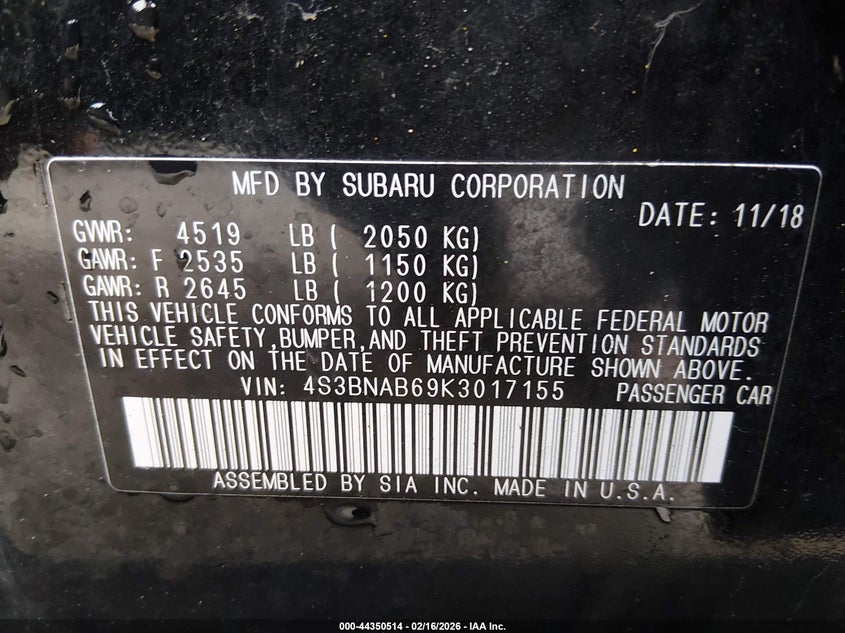 MFD BY SUBARU CORPORATION
DATE: 11/18
GVWR: 4519 LB ( 2050 KG)
GAWR: F 2535 LB ( 1150 KG)
GAWR: R 2645 LB ( 1200 KG)
THIS VEHICLE CONFORMS TO ALL APPLICABLE FEDERAL MOTOR
VEHICLE SAFETY,BUMPER,AND THEFT PREVENTION STANDARDS
IN EFFECT ON THE DATE OF MANUFACTURE SHOWN ABOVE.
VIN: 4S3BNAB69K3017155 PASSENGER CAR
ASSEMBLED BY SIA INC. MADE IN U.S.A.
000-44350514 - 02/16/2026 - IAA Inc.